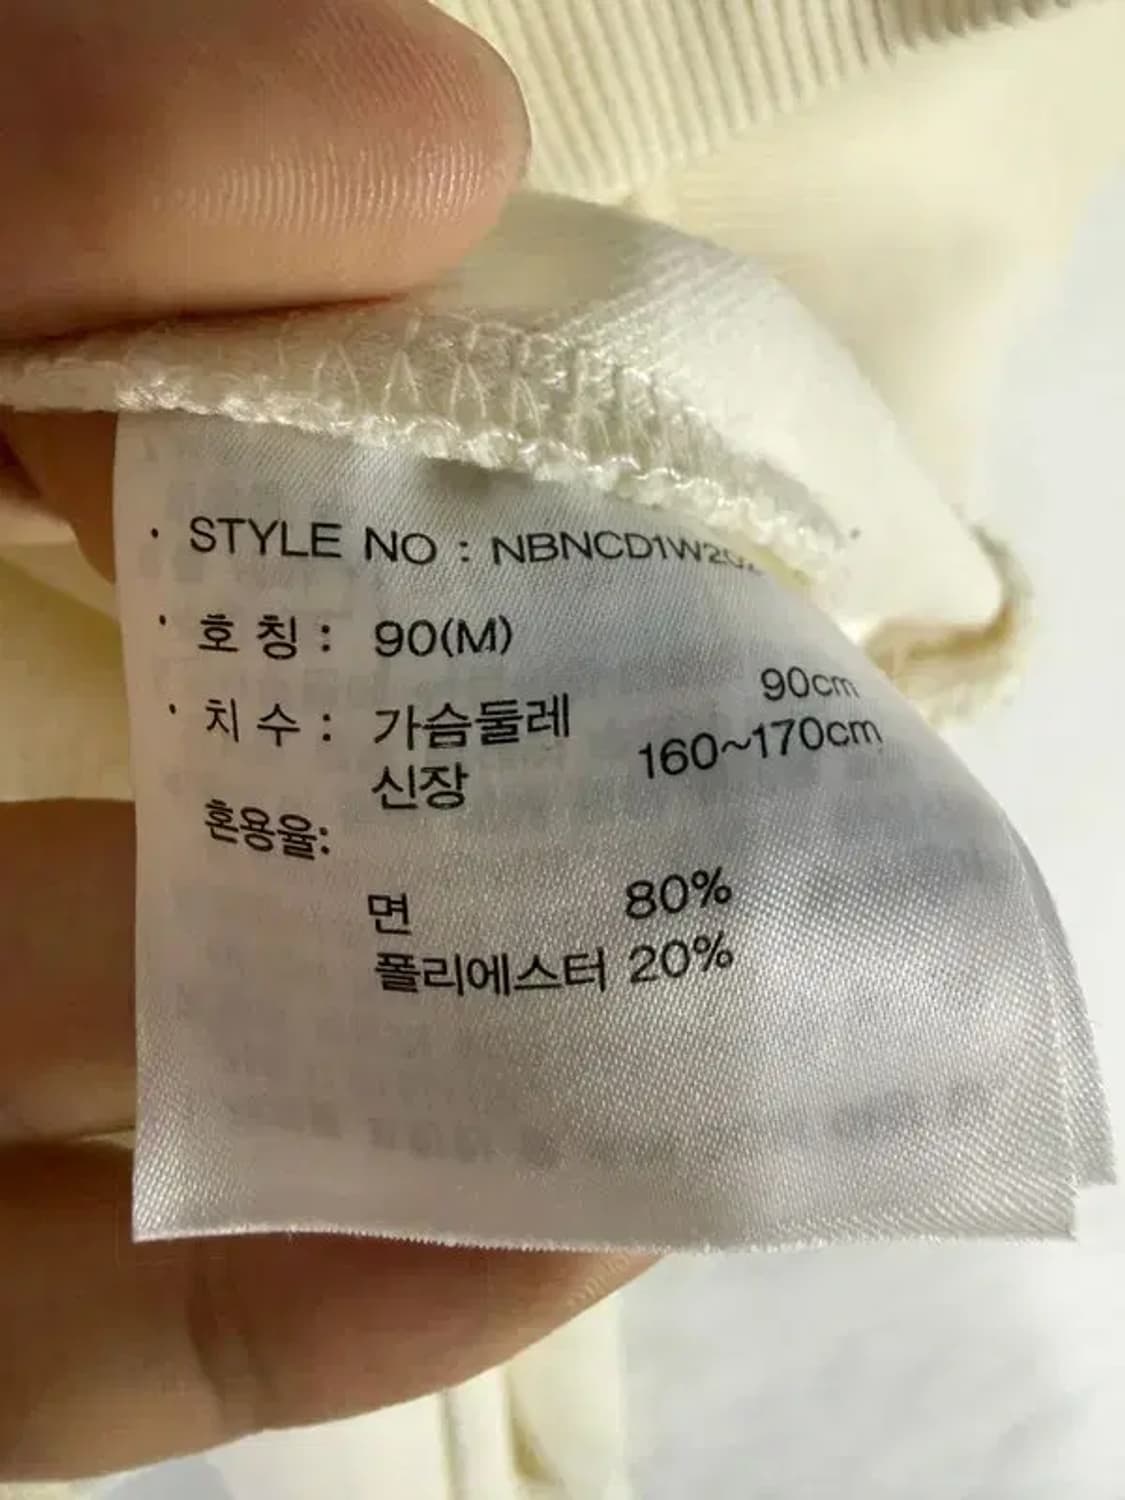 · STYLE NO : NBNCD1W202
· 호 칭 : 90(M)
· 치 수 : 가슴둘레 90cm
신장 160~170cm
혼용율:
면 80%
폴리에스터 20%